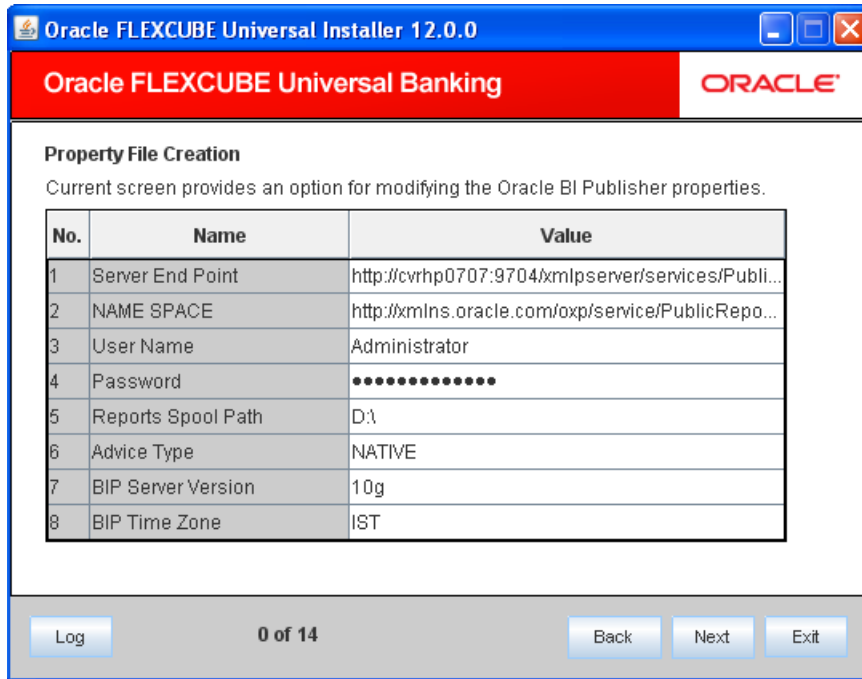 Oracle FLEXCUBE Universal Installer 12.0.0
Oracle FLEXCUBE Universal Banking
ORACLE
Property File Creation
Current screen provides an option for modifying the Oracle BI Publisher properties.
No. Name Value
1 Server End Point http://cvrhp0707:9704/xmlpserver/services/Publi...
2 NAME SPACE http://xmlns.oracle.com/oxp/service/PublicRepo...
3 User Name Administrator
4 Password •••••••••••••
5 Reports Spool Path D:\
6 Advice Type NATIVE
7 BIP Server Version 10g
8 BIP Time Zone IST
Log 0 of 14 Back Next Exit